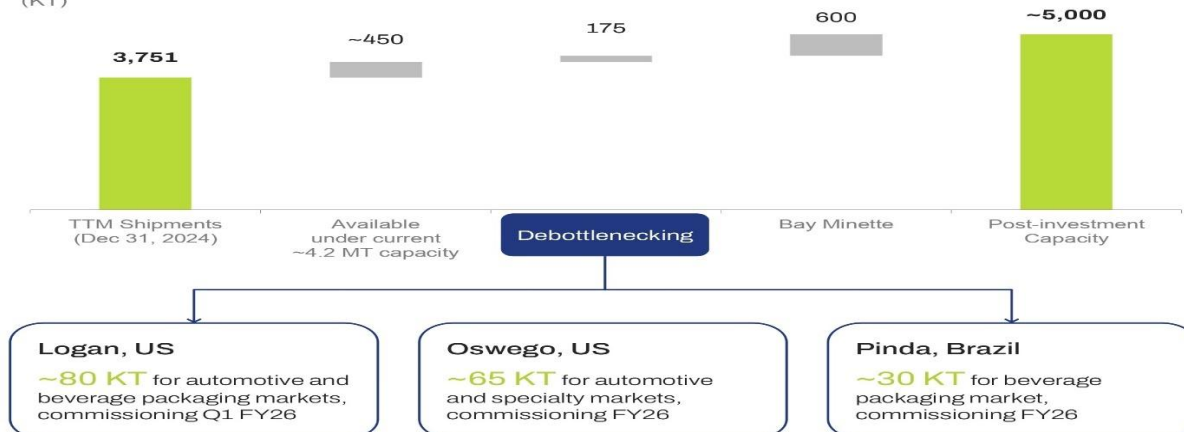 (KT)
3,751
~450
175
600
~5,000
TTM Shipments
(Dec 31, 2024)
Available
under current
~4.2 MT capacity
Debottlenecking
Bay Minette
Post-investment
Capacity
Logan, US
~80 KT for automotive and
beverage packaging markets,
commissioning Q1 FY26
Oswego, US
~65 KT for automotive
and specialty markets,
commissioning FY26
Pinda, Brazil
~30 KT for beverage
packaging market,
commissioning FY26